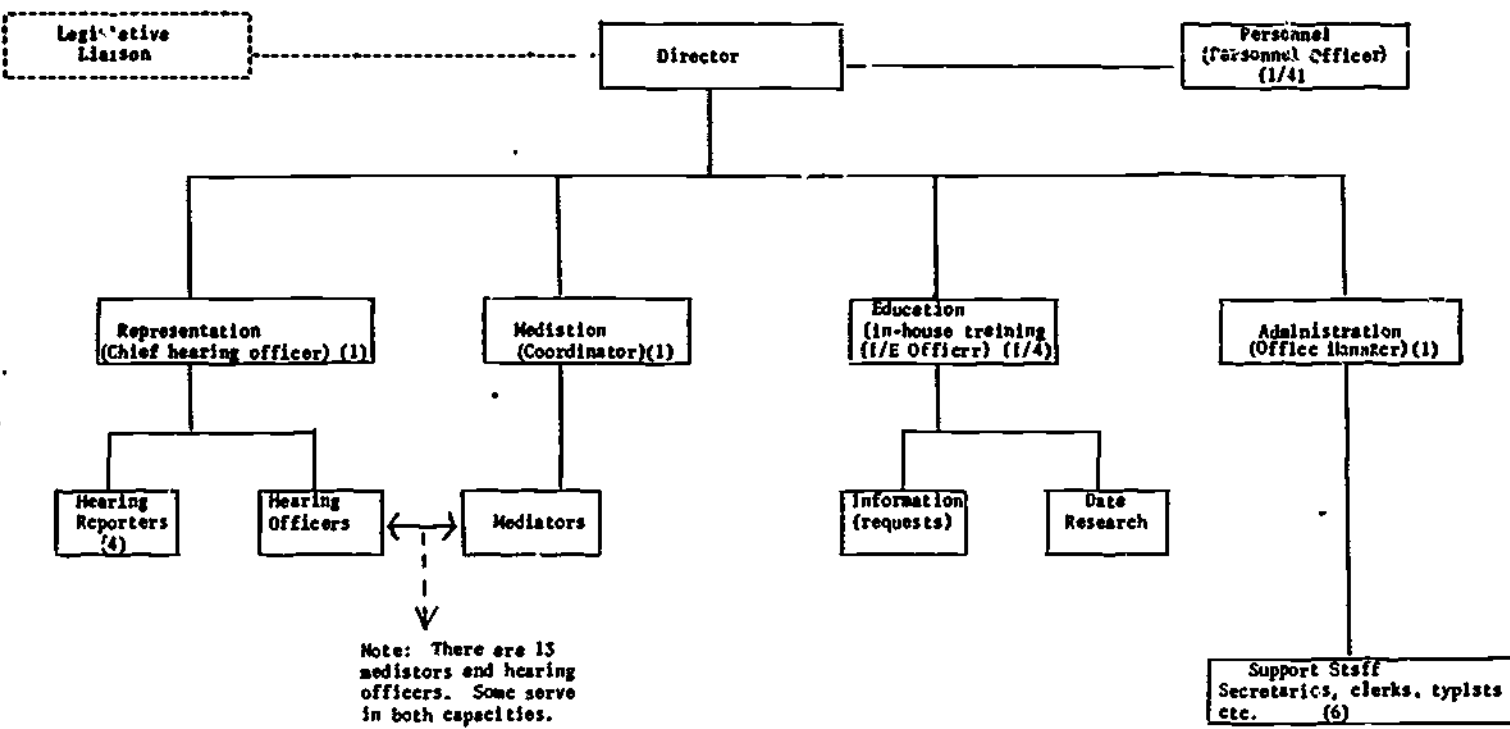 Legislative
Liaison
Director
Personnel
(Personnel Officer)
(1/4)
Representation
(Chief hearing officer) (1)
Mediation
(Coordinator)(1)
Education
(in-house training
(I/E Officer) (1/4)
Administration
(Office Manager)(1)
Hearing
Reporters
(4)
Hearing
Officers
Mediators
Information
(requests)
Data
Research
Note: There are 13
mediators and hearing
officers. Some serve
in both capacities.
Support Staff
Secretaries, clerks, typists
etc. (6)